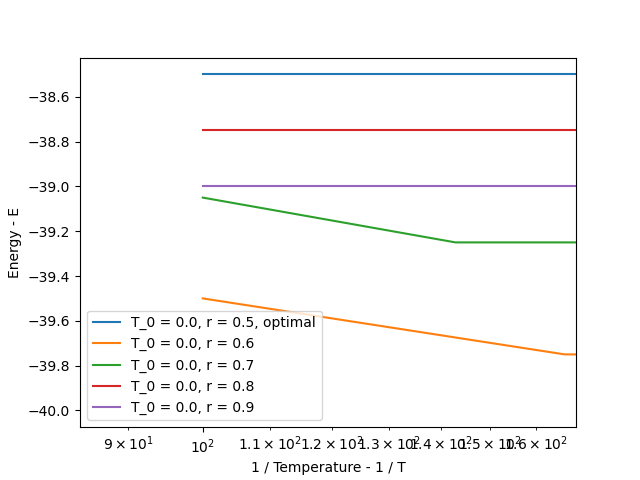 −38.6
−38.8
−39.0
−39.2
−39.4
−39.6
−39.8
−40.0
Energy - E
T_0 = 0.0, r = 0.5, optimal
T_0 = 0.0, r = 0.6
T_0 = 0.0, r = 0.7
T_0 = 0.0, r = 0.8
T_0 = 0.0, r = 0.9
9 × 10¹ 10² 1.1 × 10² 1.2 × 10² 1.3 × 10² 1.4 × 10² 1.5 × 10² 1.6 × 10²
1 / Temperature - 1 / T